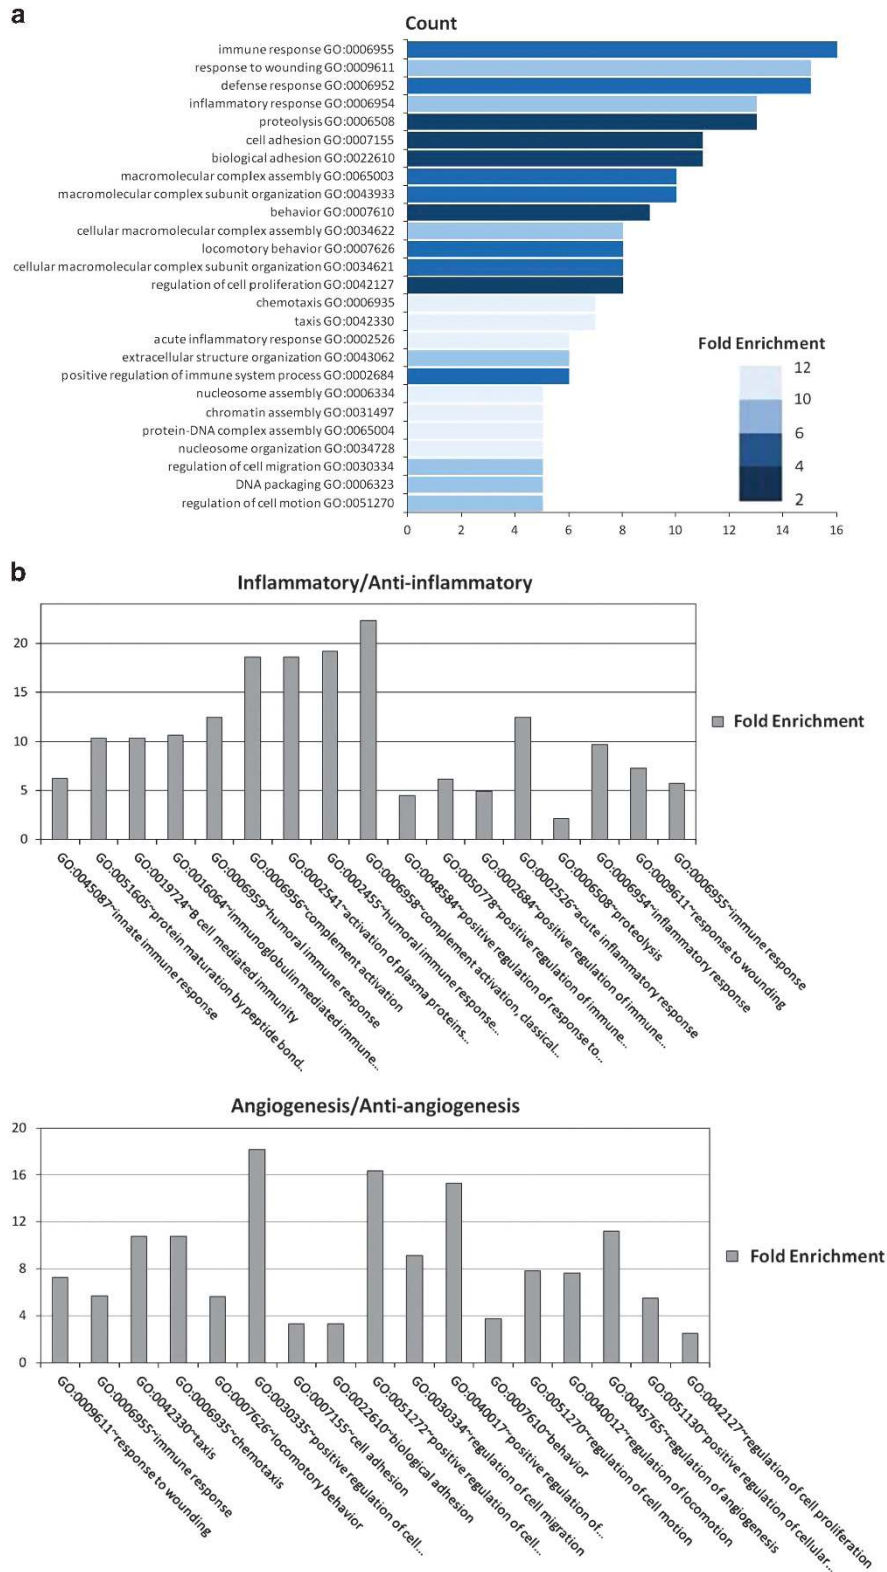 a
Count
immune response GO:0006955
response to wounding GO:0009611
defense response GO:0006952
inflammatory response GO:0006954
proteolysis GO:0006508
cell adhesion GO:0007155
biological adhesion GO:0022610
macromolecular complex assembly GO:0065003
macromolecular complex subunit organization GO:0043933
behavior GO:0007610
cellular macromolecular complex assembly GO:0034622
locomotory behavior GO:0007626
cellular macromolecular complex subunit organization GO:0034621
regulation of cell proliferation GO:0042127
chemotaxis GO:0006935
taxis GO:0042330
acute inflammatory response GO:0002526
extracellular structure organization GO:0043062
positive regulation of immune system process GO:0002684
nucleosome assembly GO:0006334
chromatin assembly GO:0031497
protein-DNA complex assembly GO:0065004
nucleosome organization GO:0034728
regulation of cell migration GO:0030334
DNA packaging GO:0006323
regulation of cell motion GO:0051270
0 2 4 6 8 10 12 14 16
Fold Enrichment
12
10
6
4
2
b
Inflammatory/Anti-inflammatory
20
15
10
5
0
Fold Enrichment
GO:0045087~innate immune response
GO:0051605~protein maturation by peptide bond..
GO:0019724~B cell mediated immunity
GO:0016064~immunoglobulin mediated immune...
GO:0006959~humoral immune response
GO:0006956~complement activation
GO:0002541~activation of plasma proteins...
GO:0002455~humoral immune response...
GO:0006958~complement activation, classical...
GO:0048584~positive regulation of response to...
GO:0050778~positive regulation of immune...
GO:0002684~positive regulation of immune...
GO:0002526~acute inflammatory response
GO:0006508~proteolysis
GO:0006954~inflammatory response
GO:0009611~response to wounding
GO:0006955~immune response
Angiogenesis/Anti-angiogenesis
20
16
12
8
4
0
Fold Enrichment
GO:0009611~response to wounding
GO:0006955~immune response
GO:0042330~taxis
GO:0006935~chemotaxis
GO:0007626~locomotory behavior
GO:0030335~positive regulation of cell...
GO:0007155~cell adhesion
GO:0022610~biological adhesion
GO:0051272~positive regulation of cell...
GO:0030334~regulation of cell migration
GO:0040017~positive regulation of...
GO:0007610~behavior
GO:0051270~regulation of cell motion
GO:0040012~regulation of locomotion
GO:0045765~regulation of angiogenesis
GO:0051130~positive regulation of cellular...
GO:0042127~regulation of cell proliferation